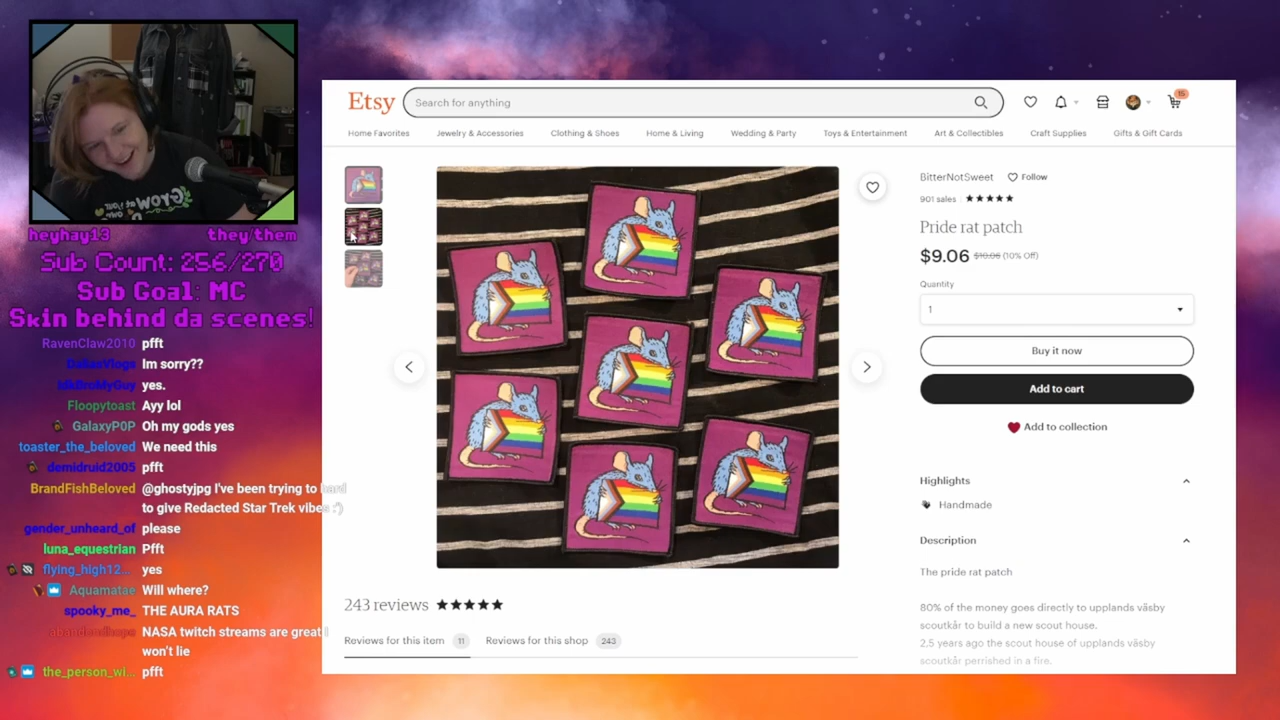 heyhay13 they/them
Sub Count: 256/270
Sub Goal: MC
Skin behind da scenes!
RavenClaw2010 pfft
DallasVlogs Im sorry??
IdkBroMyGuy yes.
Floopytoast Ayy lol
GalaxyP0P Oh my gods yes
toaster_the_beloved We need this
demidruid2005 pfft
BrandFishBeloved @ghostyjpg I've been trying to hard
to give Redacted Star Trek vibes :')
gender_unheard_of please
luna_equestrian Pfft
flying_high12... yes
Aquamatae Will where?
spooky_me_ THE AURA RATS
NASA twitch streams are great I
won't lie
the_person_wi... pfft
Etsy
Search for anything
15
Home Favorites Jewelry & Accessories Clothing & Shoes Home & Living Wedding & Party Toys & Entertainment Art & Collectibles Craft Supplies Gifts & Gift Cards
BitterNotSweet Follow
901 sales
Pride rat patch
$9.06 $10.06 (10% Off)
Quantity
1
Buy it now
Add to cart
Add to collection
Highlights
Handmade
Description
The pride rat patch
80% of the money goes directly to upplands väsby
scoutkår to build a new scout house.
2,5 years ago the scout house of upplands väsby
scoutkår perrished in a fire.
243 reviews
Reviews for this item 11 Reviews for this shop 243